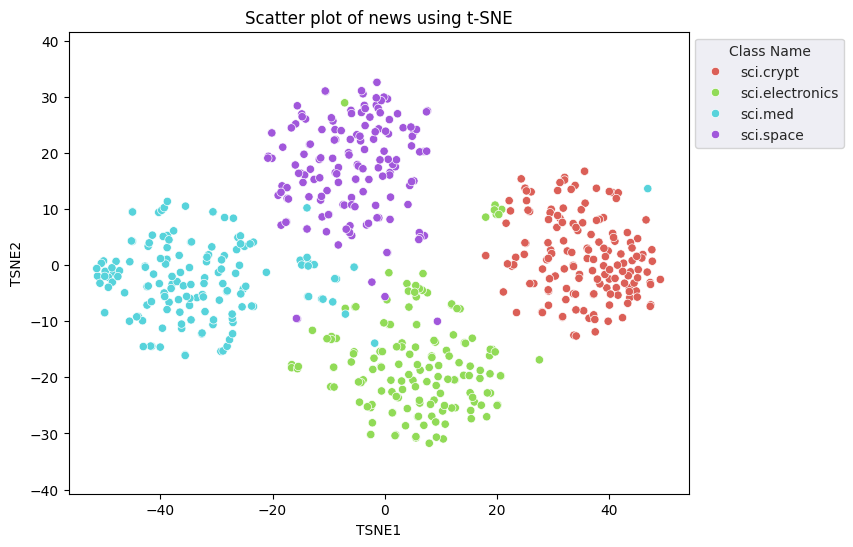 Scatter plot of news using t-SNE
Class Name
sci.crypt
sci.electronics
sci.med
sci.space
TSNE2
40
30
20
10
0
−10
−20
−30
−40
−40
−20
0
20
40
TSNE1